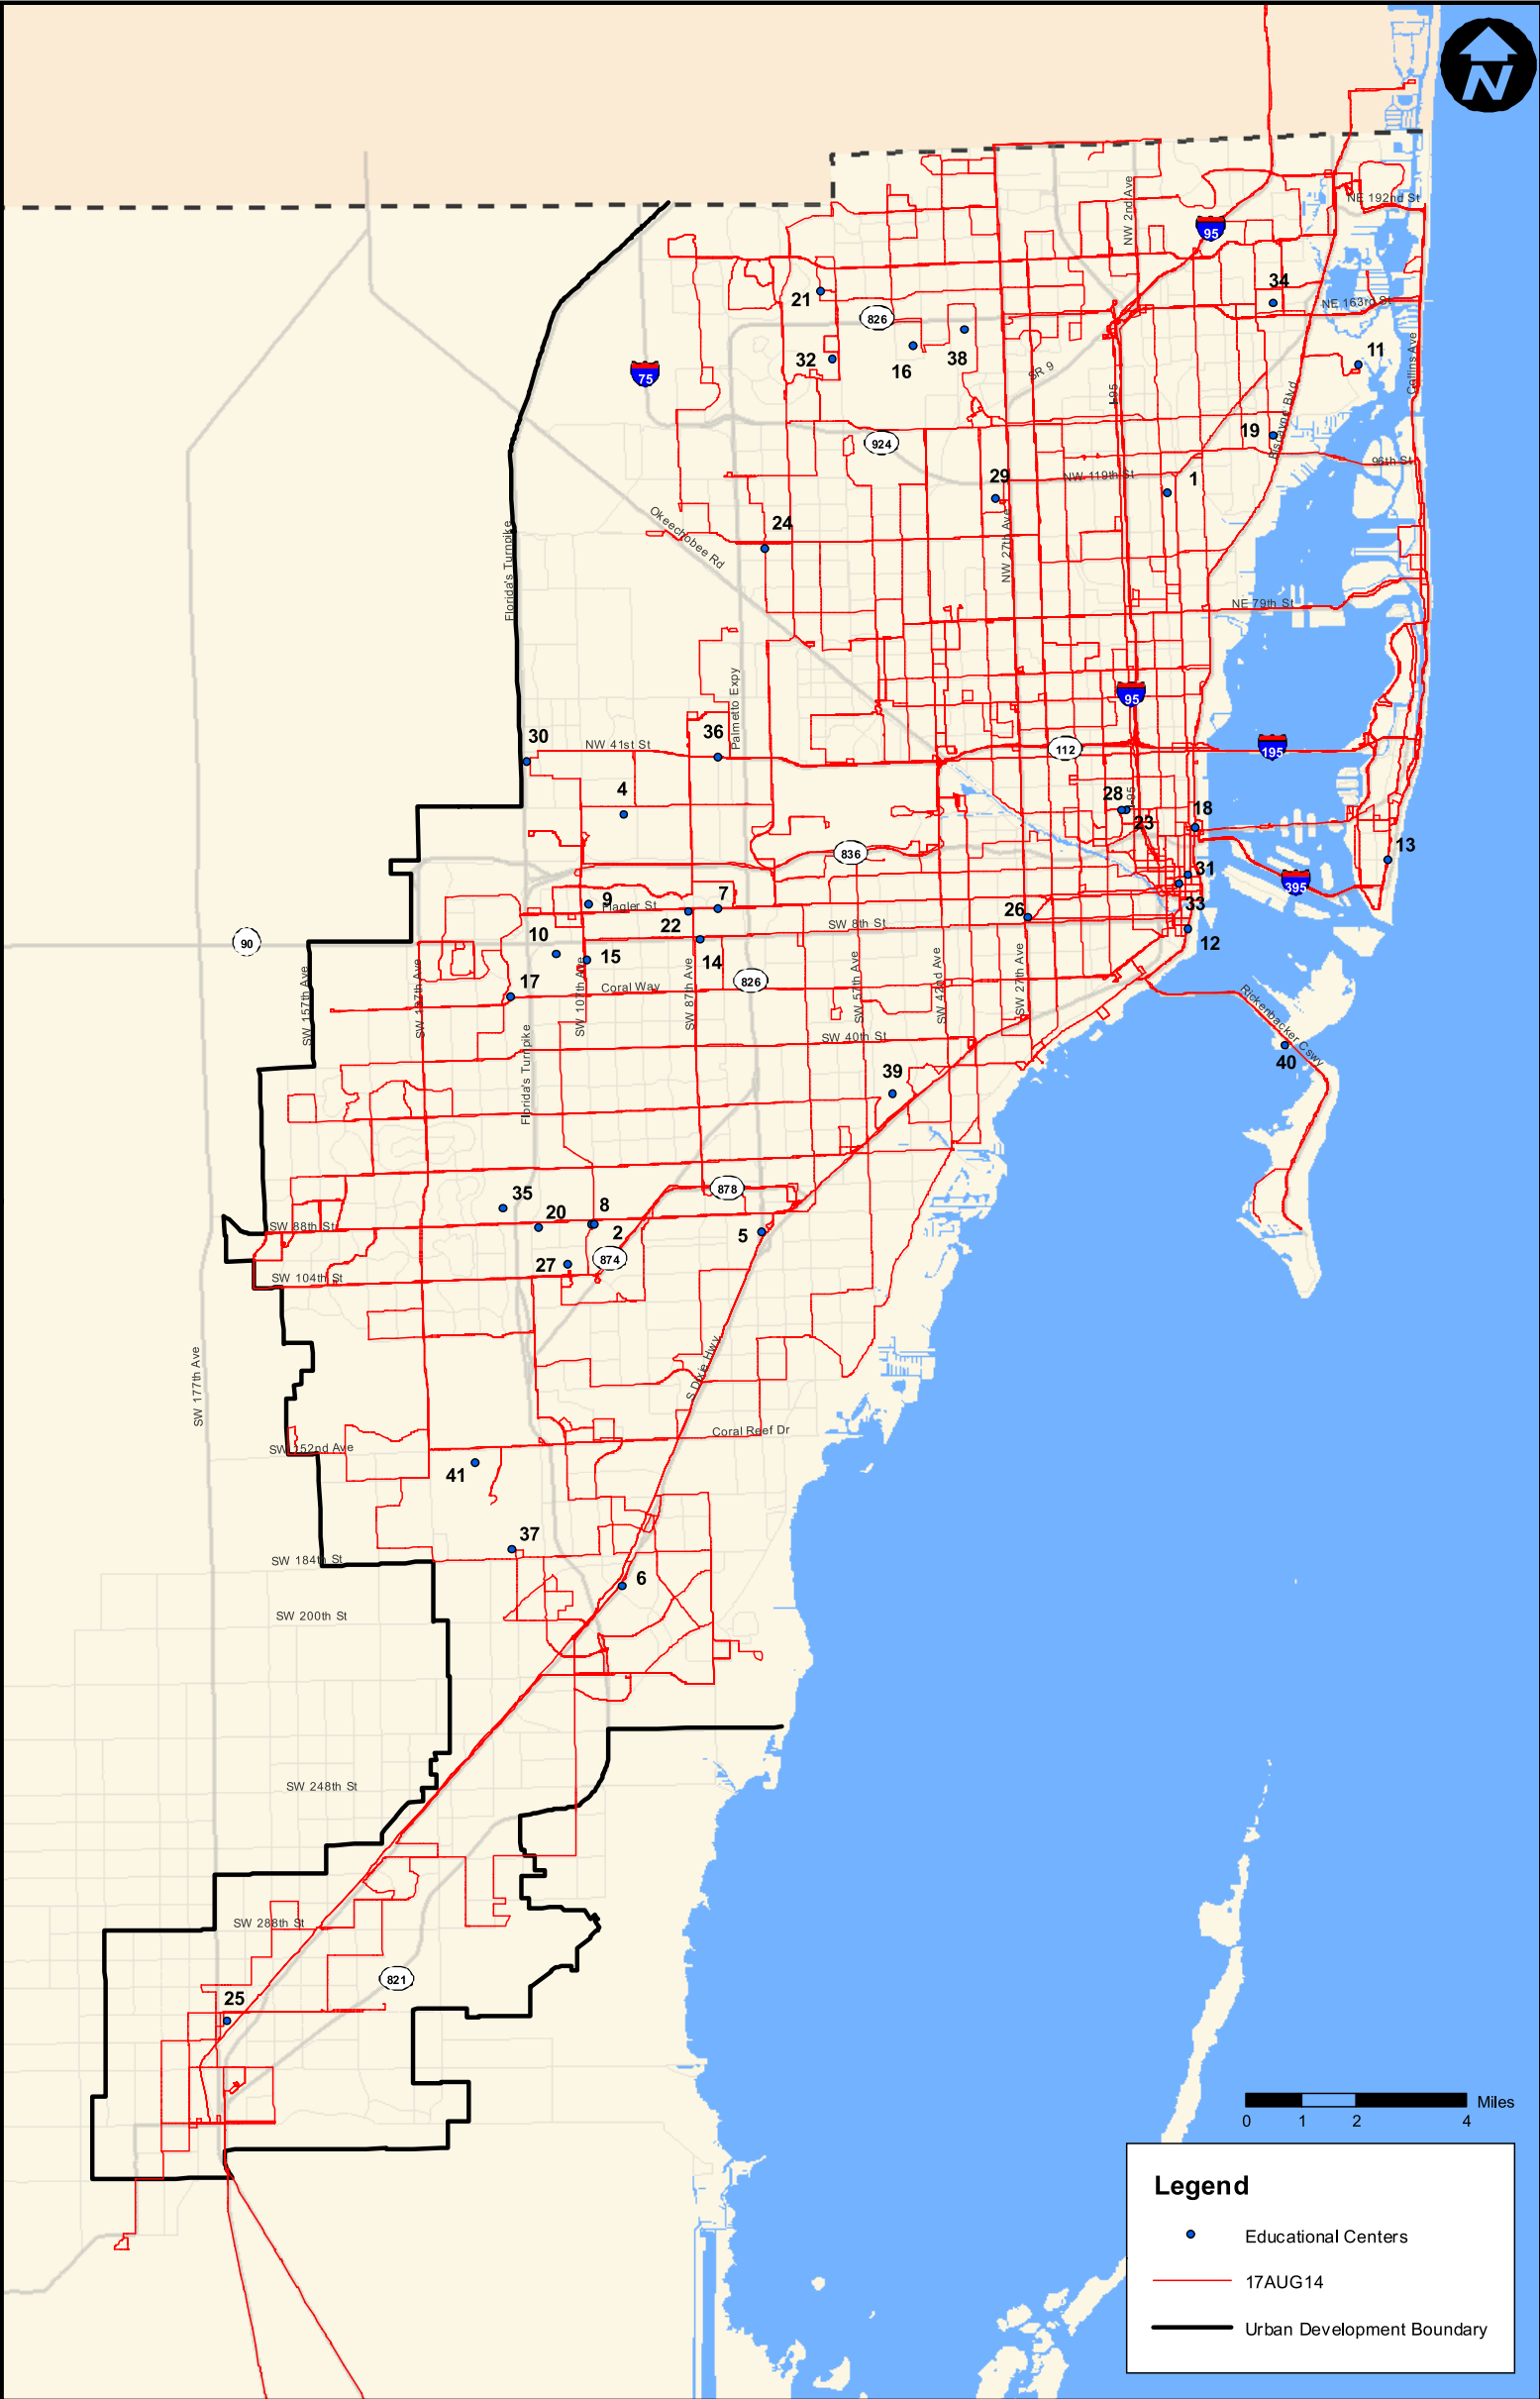 N
NE 192nd St
NW 2nd Ave
95
34
21
NE 163rd St
826
11
38
32
16
75
SR 9
Collins Ave
I-95
Biscayne Blvd
19
924
96th St
29
NW 119th St
1
24
Okeechobee Rd
NW 27th Ave
Florida's Turnpike
NE 79th St
Palmetto Expy
95
36
30
NW 41st St
112
195
4
28
I-95
18
23
13
836
31
395
9
7
Flagler St
33
26
22
SW 8th St
10
90
12
15
14
SW 157th Ave
SW 137th Ave
SW 107th Ave
SW 87th Ave
SW 57th Ave
SW 42nd Ave
SW 27th Ave
17
Coral Way
826
Rickenbacker Cswy
Florida's Turnpike
SW 40th St
40
39
35
878
8
20
SW 88th St
2
5
874
27
SW 104th St
S Dixie Hwy
SW 177th Ave
Coral Reef Dr
SW 152nd Ave
41
37
SW 184th St
6
SW 200th St
SW 248th St
SW 288th St
821
25
Miles
0 1 2 4
Legend
Educational Centers
17AUG14
Urban Development Boundary